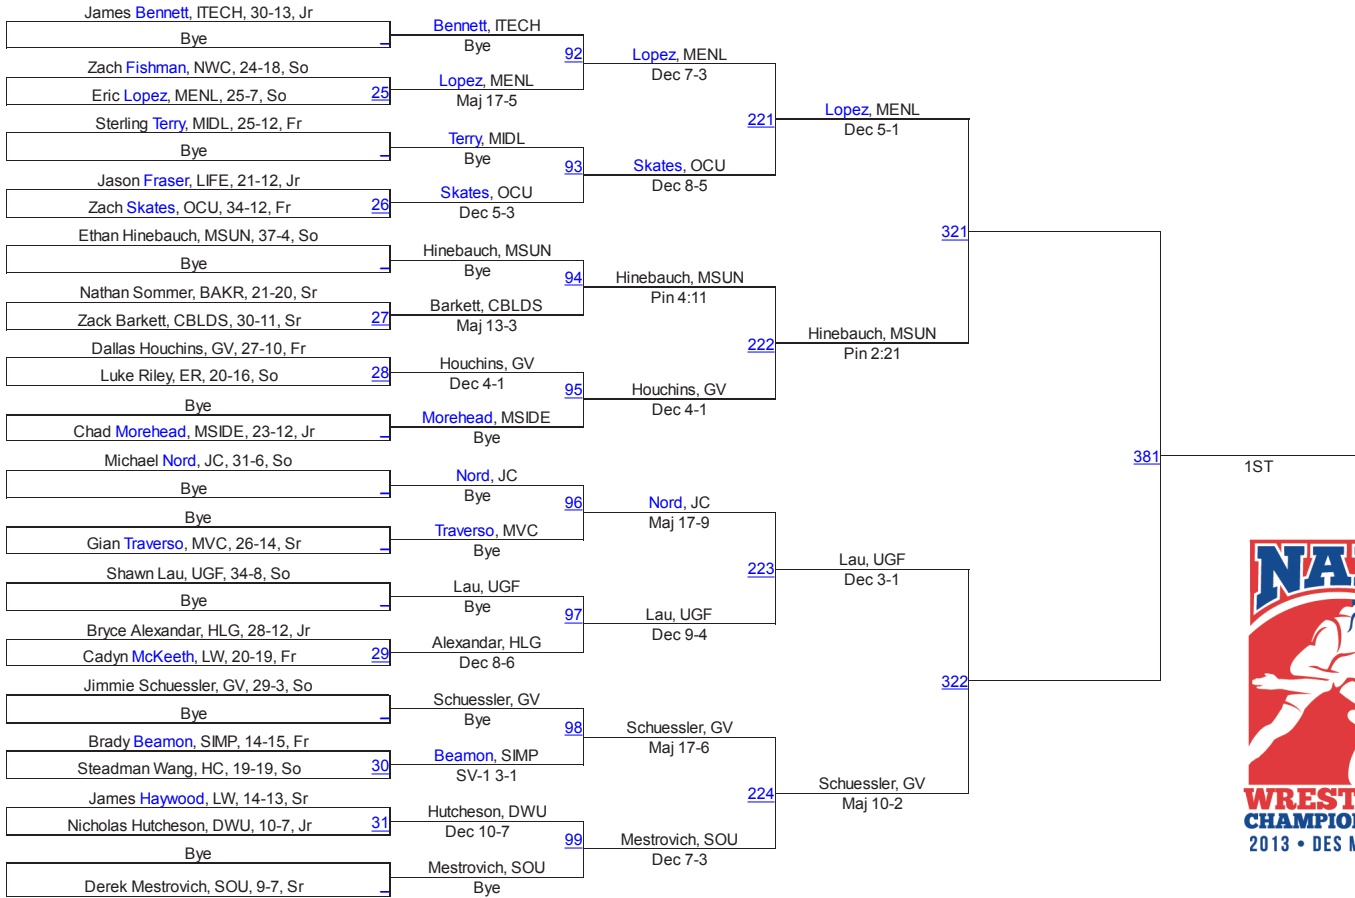 James Bennett, ITECH, 30-13, Jr
Bye
Zach Fishman, NWC, 24-18, So
Eric Lopez, MENL, 25-7, So
25
Sterling Terry, MIDL, 25-12, Fr
Bye
Jason Fraser, LIFE, 21-12, Jr
Zach Skates, OCU, 34-12, Fr
26
Ethan Hinebauch, MSUN, 37-4, So
Bye
Nathan Sommer, BAKR, 21-20, Sr
Zack Barkett, CBLDS, 30-11, Sr
27
Dallas Houchins, GV, 27-10, Fr
Luke Riley, ER, 20-16, So
28
Bye
Chad Morehead, MSIDE, 23-12, Jr
Michael Nord, JC, 31-6, So
Bye
Bye
Gian Traverso, MVC, 26-14, Sr
Shawn Lau, UGF, 34-8, So
Bye
Bryce Alexandar, HLG, 28-12, Jr
Cadyn McKeeth, LW, 20-19, Fr
29
Jimmie Schuessler, GV, 29-3, So
Bye
Brady Beamon, SIMP, 14-15, Fr
Steadman Wang, HC, 19-19, So
30
James Haywood, LW, 14-13, Sr
Nicholas Hutcheson, DWU, 10-7, Jr
31
Bye
Derek Mestrovich, SOU, 9-7, Sr
Bennett, ITECH
Bye
92
Lopez, MENL
Maj 17-5
Terry, MIDL
Bye
93
Skates, OCU
Dec 5-3
Hinebauch, MSUN
Bye
94
Barkett, CBLDS
Maj 13-3
Houchins, GV
Dec 4-1
95
Morehead, MSIDE
Bye
Nord, JC
Bye
96
Traverso, MVC
Bye
Lau, UGF
Bye
97
Alexandar, HLG
Dec 8-6
Schuessler, GV
Bye
98
Beamon, SIMP
SV-1 3-1
Hutcheson, DWU
Dec 10-7
99
Mestrovich, SOU
Bye
Lopez, MENL
Dec 7-3
221
Skates, OCU
Dec 8-5
Hinebauch, MSUN
Pin 4:11
222
Houchins, GV
Dec 4-1
Nord, JC
Maj 17-9
223
Lau, UGF
Dec 9-4
Schuessler, GV
Maj 17-6
224
Mestrovich, SOU
Dec 7-3
Lopez, MENL
Dec 5-1
321
Hinebauch, MSUN
Pin 2:21
Lau, UGF
Dec 3-1
322
Schuessler, GV
Maj 10-2
381
1ST
NA
WREST
CHAMPIO
2013 • DES M